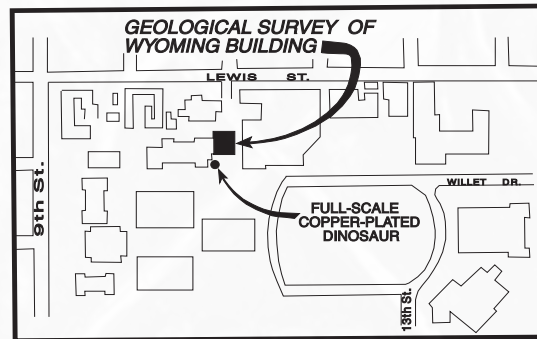 GEOLOGICAL SURVEY OF
WYOMING BUILDING
LEWIS ST.
9th St.
WILLET DR.
FULL-SCALE
COPPER-PLATED
DINOSAUR
13th St.